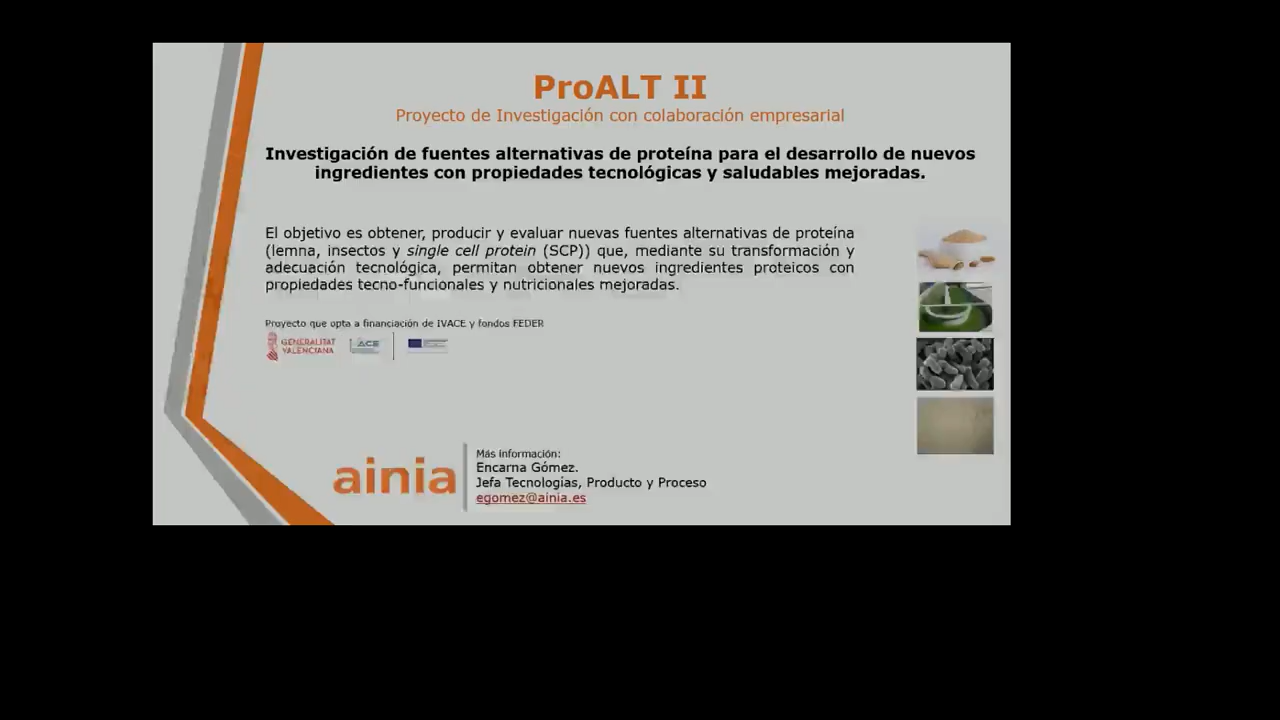 ProALT II
Proyecto de Investigación con colaboración empresarial
Investigación de fuentes alternativas de proteína para el desarrollo de nuevos
ingredientes con propiedades tecnológicas y saludables mejoradas.
El objetivo es obtener, producir y evaluar nuevas fuentes alternativas de proteína
(lemna, insectos y single cell protein (SCP)) que, mediante su transformación y
adecuación tecnológica, permitan obtener nuevos ingredientes proteicos con
propiedades tecno-funcionales y nutricionales mejoradas.
Proyecto que opta a financiación de IVACE y fondos FEDER
GENERALITAT
VALENCIANA
ainia
Más información:
Encarna Gómez.
Jefa Tecnologías, Producto y Proceso
egomez@ainia.es